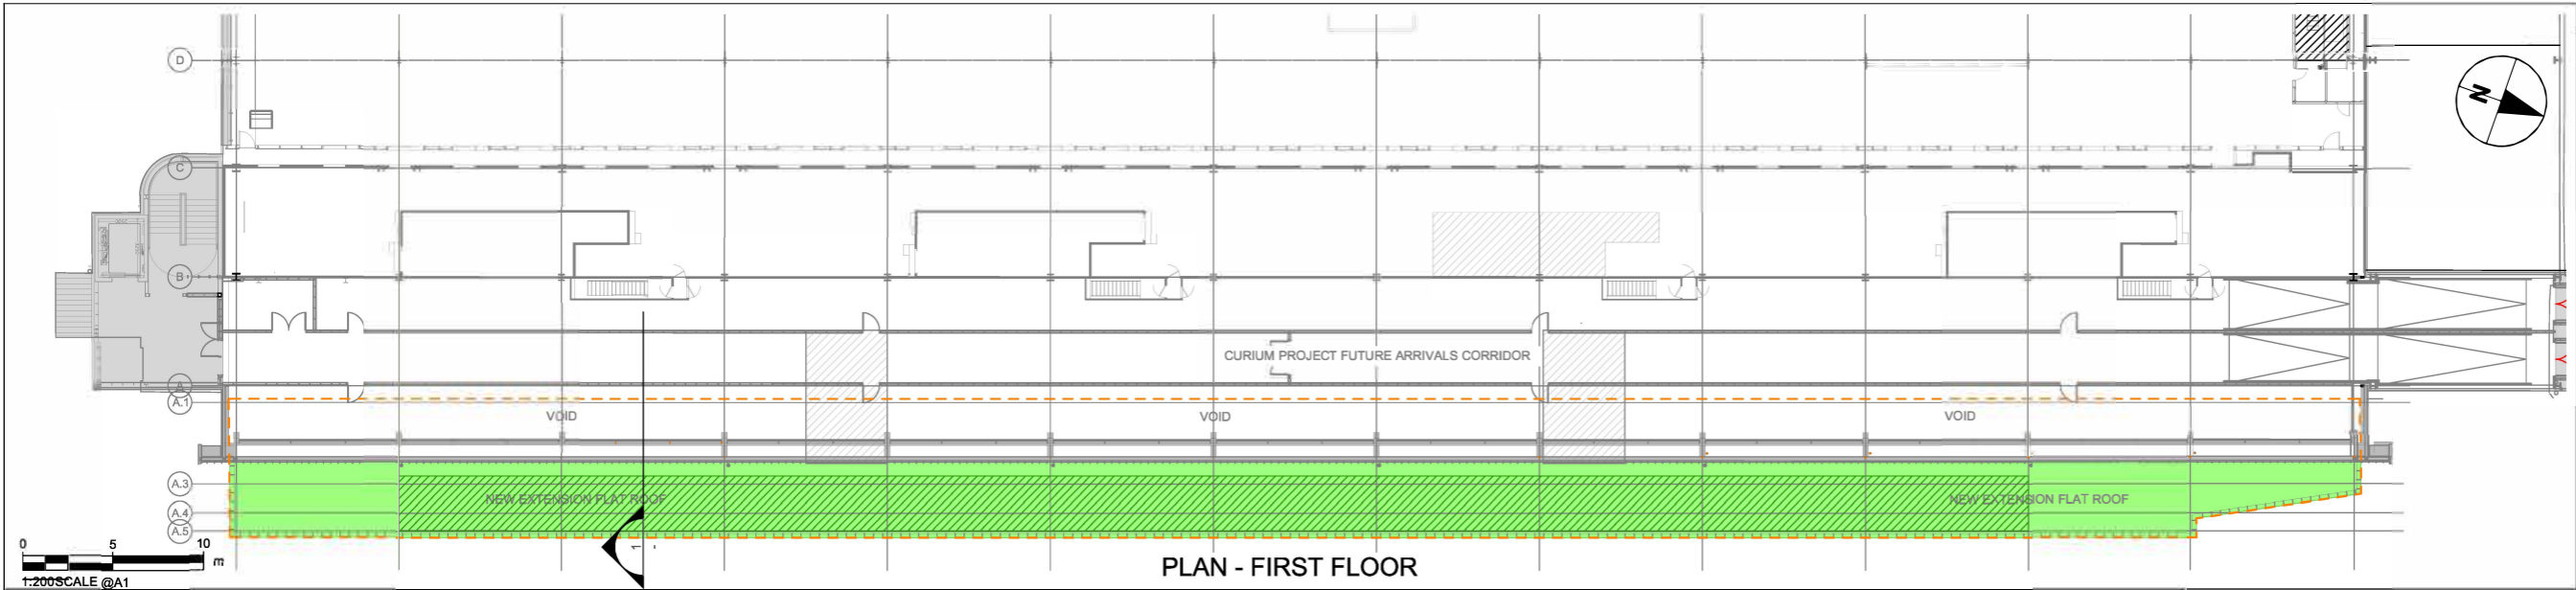 D
N
C
B
CURIUM PROJECT FUTURE ARRIVALS CORRIDOR
A
A.1
VOID
VOID
VOID
A.3
NEW EXTENSION FLAT ROOF
NEW EXTENSION FLAT ROOF
A.4
A.5
0 5 10
m
1:200SCALE @A1
1
-
PLAN - FIRST FLOOR